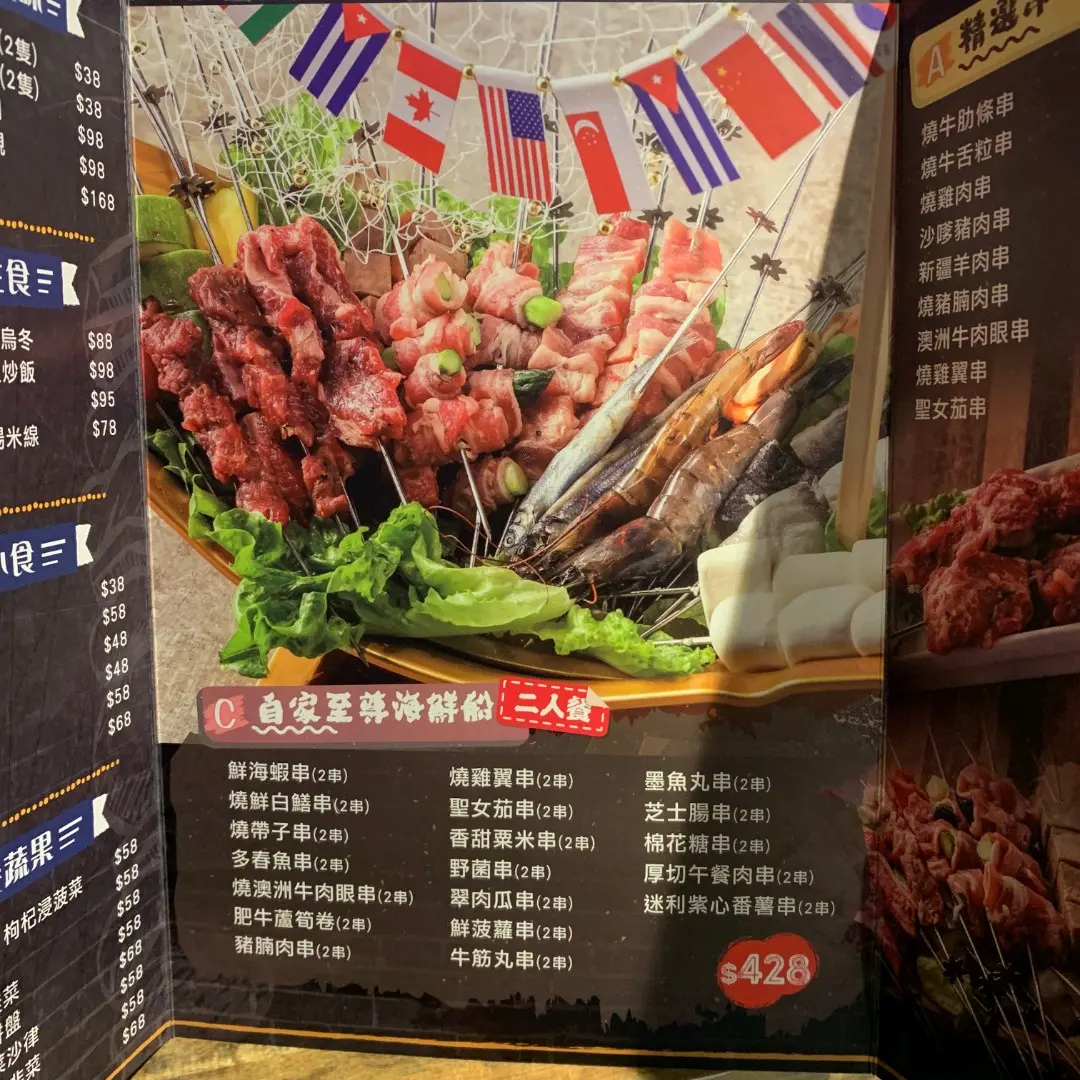 (2隻)
$38
(2隻)
$38
$98
$98
$168
食
烏冬
$88
炒飯
$98
$95
米線
$78
食
$38
$58
$48
$48
$58
$68
蔬果
$58
枸杞浸菠菜
$58
$58
$58
$68
菜
$58
盤
$58
沙律
$68
菜
C 自家至尊海鮮船 二人餐
鮮海蝦串(2串)
燒鮮白鱔串(2串)
燒帶子串(2串)
多春魚串(2串)
燒澳洲牛肉眼串(2串)
肥牛蘆筍卷(2串)
豬腩肉串(2串)
燒雞翼串(2串)
聖女茄串(2串)
香甜粟米串(2串)
野菌串(2串)
翠肉瓜串(2串)
鮮菠蘿串(2串)
牛筋丸串(2串)
墨魚丸串(2串)
芝士腸串(2串)
棉花糖串(2串)
厚切午餐肉串(2串)
迷利紫心番薯串(2串)
$428
A 精選串
燒牛肋條串
燒牛舌粒串
燒雞肉串
沙嗲豬肉串
新疆羊肉串
燒豬腩肉串
澳洲牛肉眼串
燒雞翼串
聖女茄串